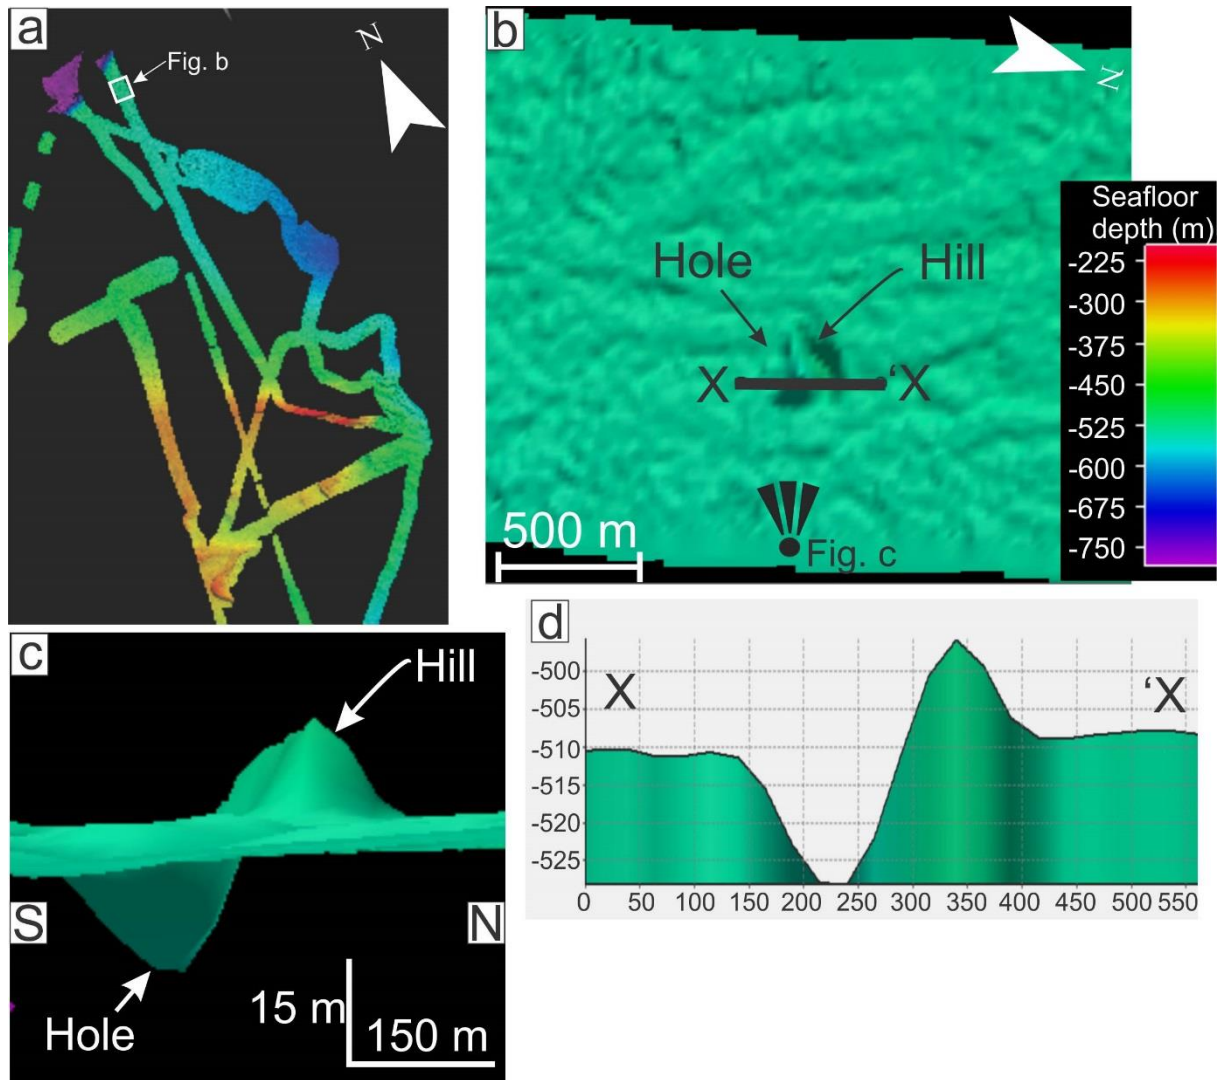 a
N
Fig. b
b
N
Hole
Hill
X
‘X
500 m
Fig. c
Seafloor
depth (m)
-225
-300
-375
-450
-525
-600
-675
-750
c
Hill
S
N
Hole
15 m
150 m
d
X
‘X
-500
-505
-510
-515
-520
-525
0 50 100 150 200 250 300 350 400 450 500 550